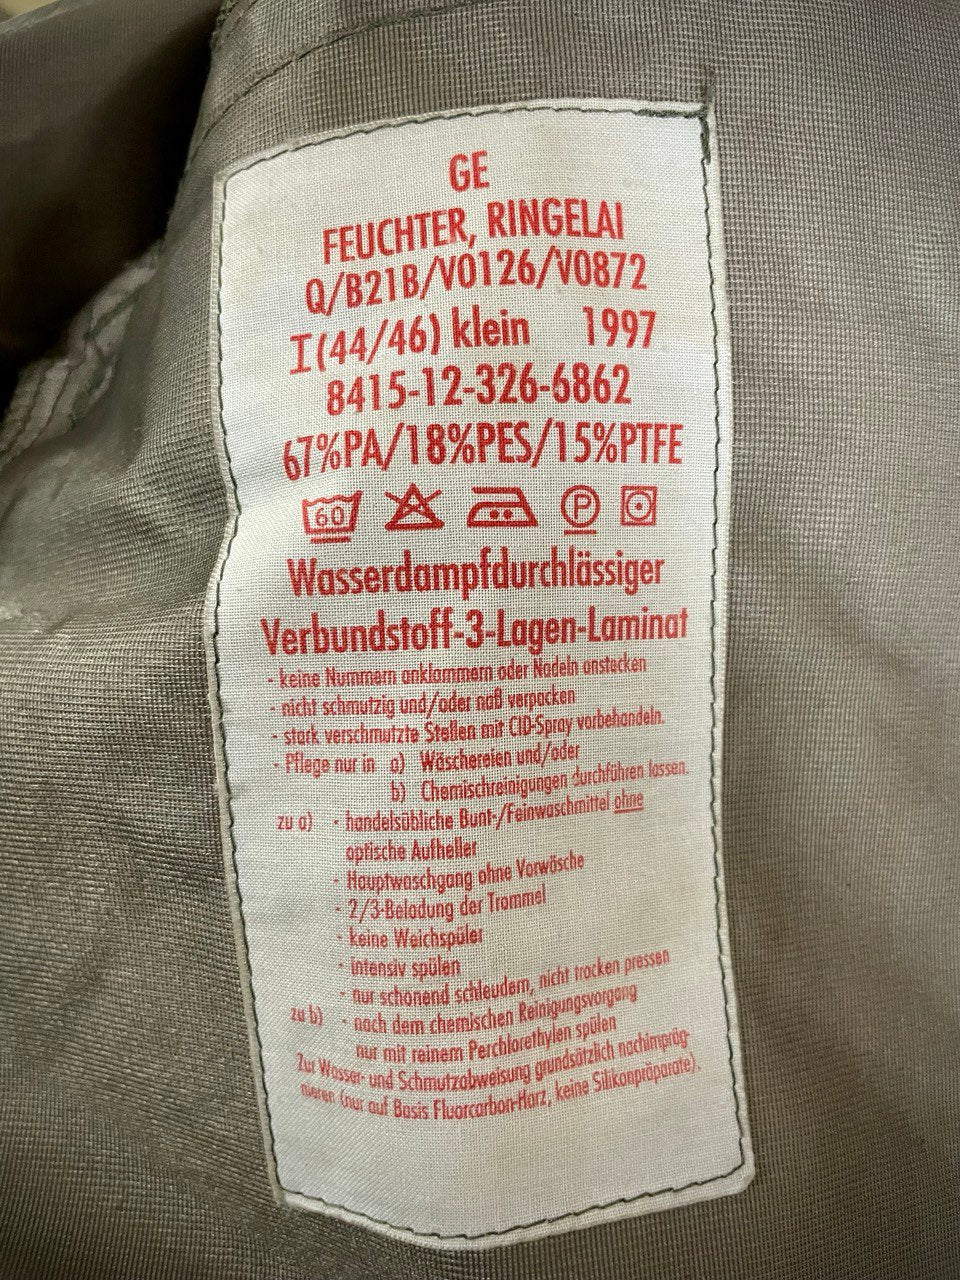 GE
FEUCHTER, RINGELAI
Q/B21B/V0126/V0872
I(44/46) klein 1997
8415-12-326-6862
67%PA/18%PES/15%PTFE
60 P
Wasserdampfdurchlässiger
Verbundstoff-3-Lagen-Laminat
- keine Nummern anklammern oder Nadeln anstecken
- nicht schmutzig und/oder naß verpacken
- stark verschmutzte Stellen mit CID-Spray vorbehandeln.
- Pflege nur in a) Wäschereien und/oder
b) Chemischreinigungen durchführen lassen.
zu a) - handelsübliche Bunt-/Feinwaschmittel ohne
optische Aufheller
- Hauptwaschgang ohne Vorwäsche
- 2/3-Beladung der Trommel
- keine Weichspüler
- intensiv spülen
- nur schonend schleudern, nicht trocken pressen
zu b) - nach dem chemischen Reinigungsvorgang
nur mit reinem Perchlorethylen spülen
Zur Wasser- und Schmutzabweisung grundsätzlich nachimpräg-
nieren (nur auf Basis Fluorcarbon-Harz, keine Silikonpräparate).